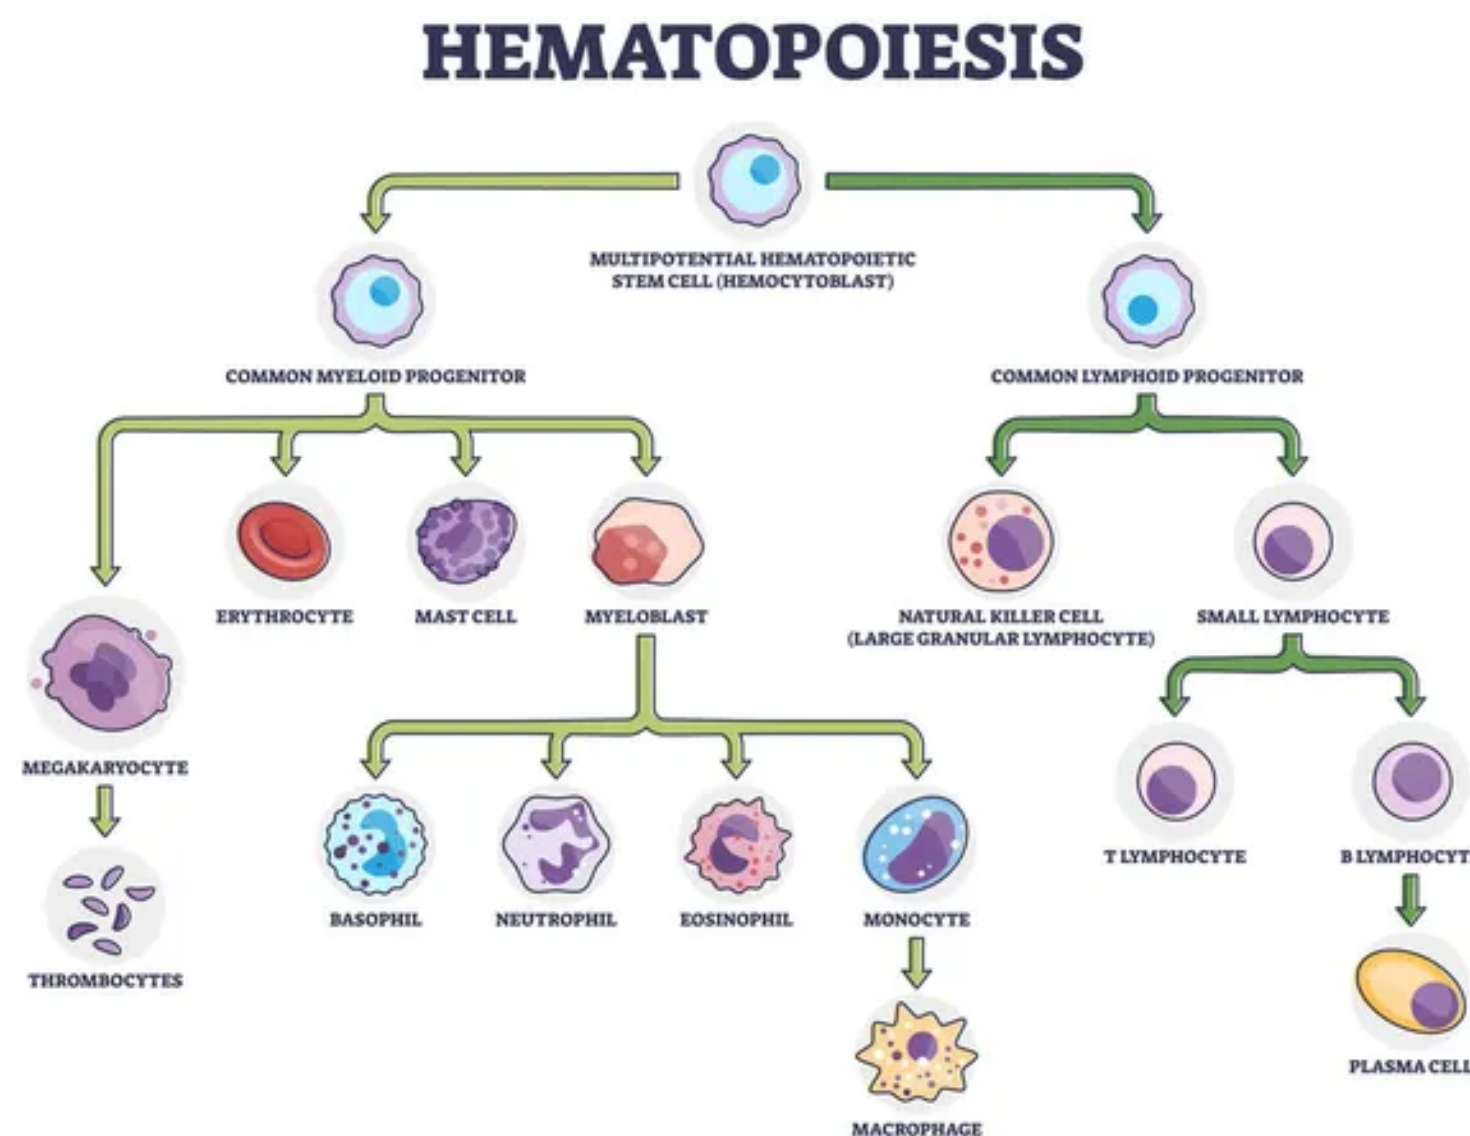 HEMATOPOIESIS
MULTIPOTENTIAL HEMATOPOIETIC
STEM CELL (HEMOCYTOBLAST)
COMMON MYELOID PROGENITOR
COMMON LYMPHOID PROGENITOR
ERYTHROCYTE
MAST CELL
MYELOBLAST
NATURAL KILLER CELL
(LARGE GRANULAR LYMPHOCYTE)
SMALL LYMPHOCYTE
MEGAKARYOCYTE
T LYMPHOCYTE
B LYMPHOCYT
BASOPHIL
NEUTROPHIL
EOSINOPHIL
MONOCYTE
THROMBOCYTES
PLASMA CELL
MACROPHAGE